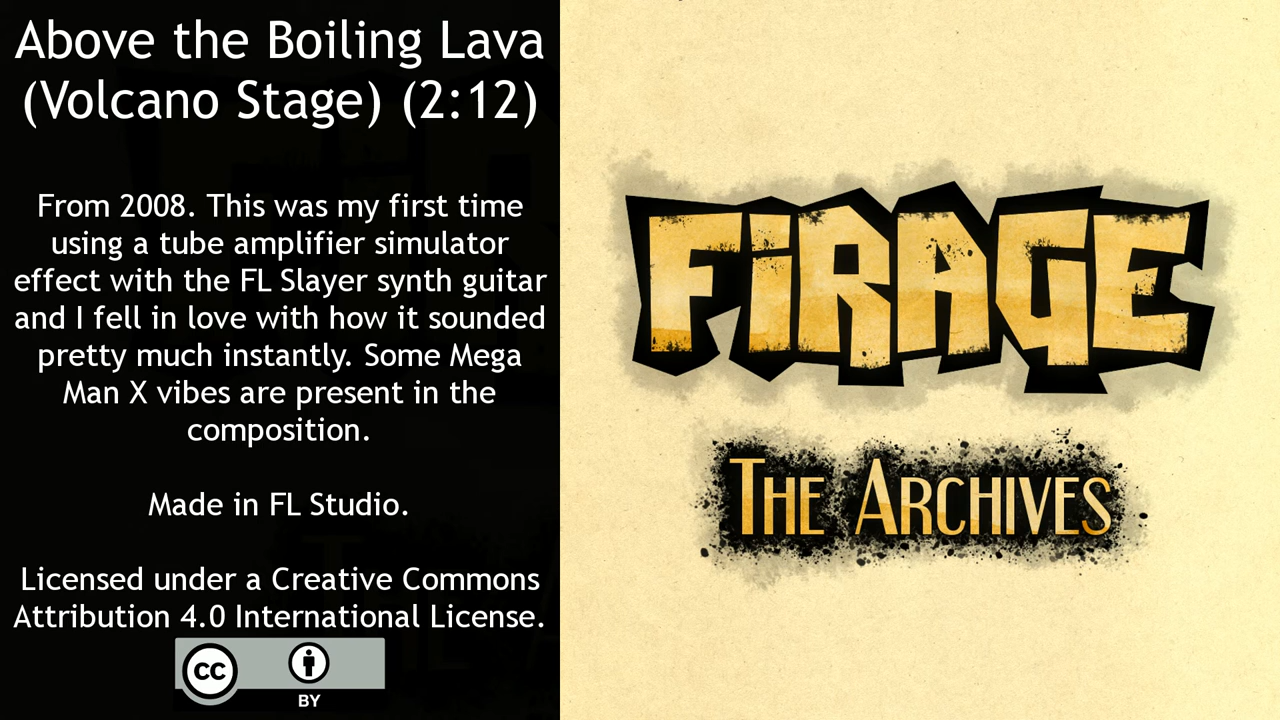 Above the Boiling Lava
(Volcano Stage) (2:12)
From 2008. This was my first time
using a tube amplifier simulator
effect with the FL Slayer synth guitar
and I fell in love with how it sounded
pretty much instantly. Some Mega
Man X vibes are present in the
composition.
Made in FL Studio.
Licensed under a Creative Commons
Attribution 4.0 International License.
CC
BY
FiRAGE
The Archives